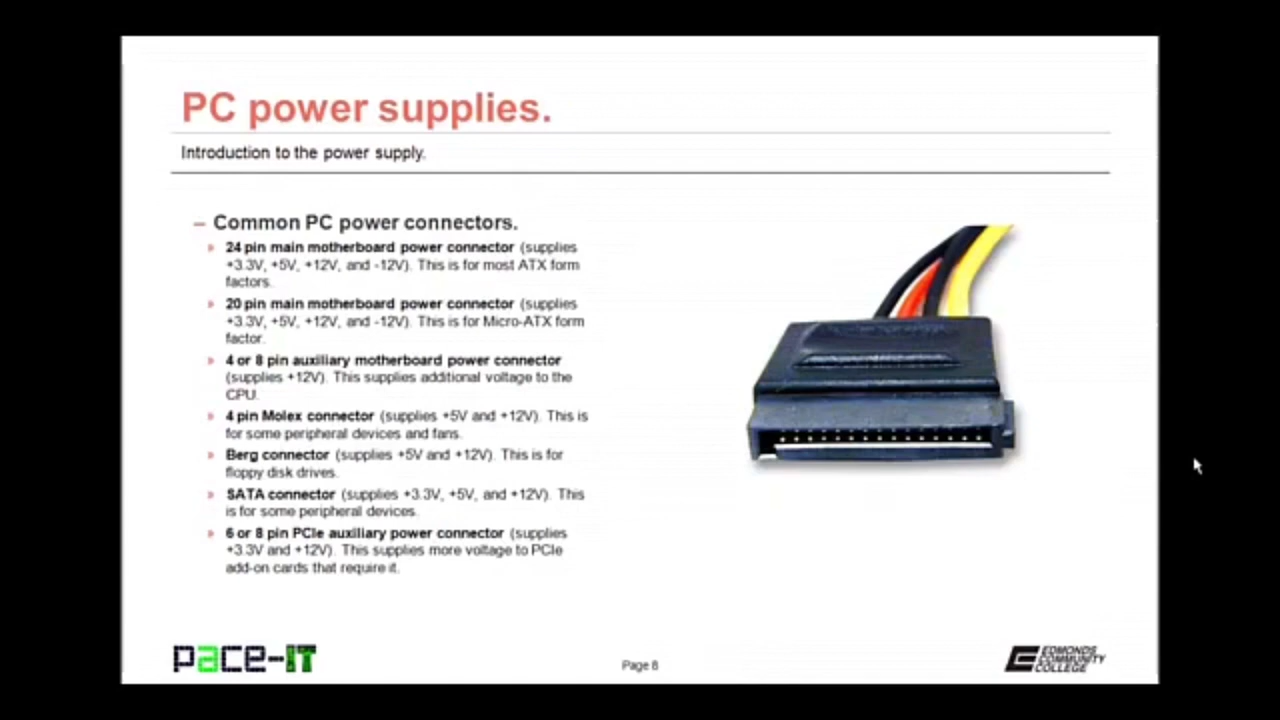 PC power supplies.
Introduction to the power supply.
– Common PC power connectors.
» 24 pin main motherboard power connector (supplies
+3.3V, +5V, +12V, and -12V). This is for most ATX form
factors.
» 20 pin main motherboard power connector (supplies
+3.3V, +5V, +12V, and -12V). This is for Micro-ATX form
factor.
» 4 or 8 pin auxiliary motherboard power connector
(supplies +12V). This supplies additional voltage to the
CPU.
» 4 pin Molex connector (supplies +5V and +12V). This is
for some peripheral devices and fans.
» Berg connector (supplies +5V and +12V). This is for
floppy disk drives.
» SATA connector (supplies +3.3V, +5V, and +12V). This
is for some peripheral devices.
» 6 or 8 pin PCIe auxiliary power connector (supplies
+3.3V and +12V). This supplies more voltage to PCIe
add-on cards that require it.
pace-IT
Page 8
EDMONDS
COMMUNITY
COLLEGE